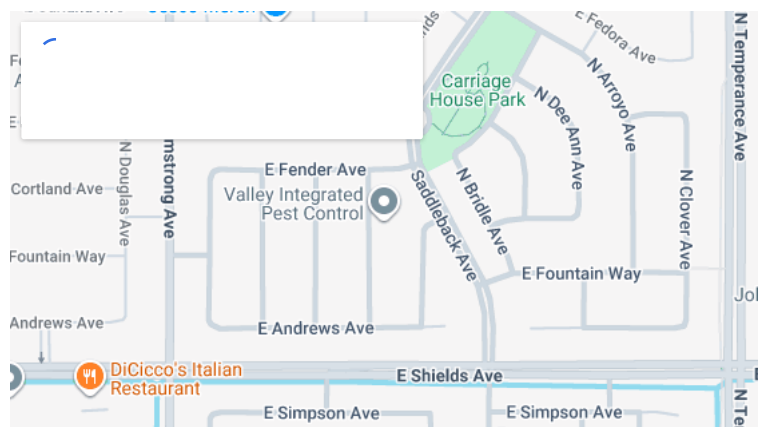 E Fedora Ave
N Temperance Ave
Carriage
House Park
N Arroyo Ave
N Dee Ann Ave
N Douglas Ave
E Fender Ave
Cortland Ave
Valley Integrated
Pest Control
Saddleback Ave
N Bridle Ave
N Clover Ave
Fountain Way
E Fountain Way
Andrews Ave
E Andrews Ave
DiCicco's Italian
Restaurant
E Shields Ave
E Simpson Ave
E Simpson Ave